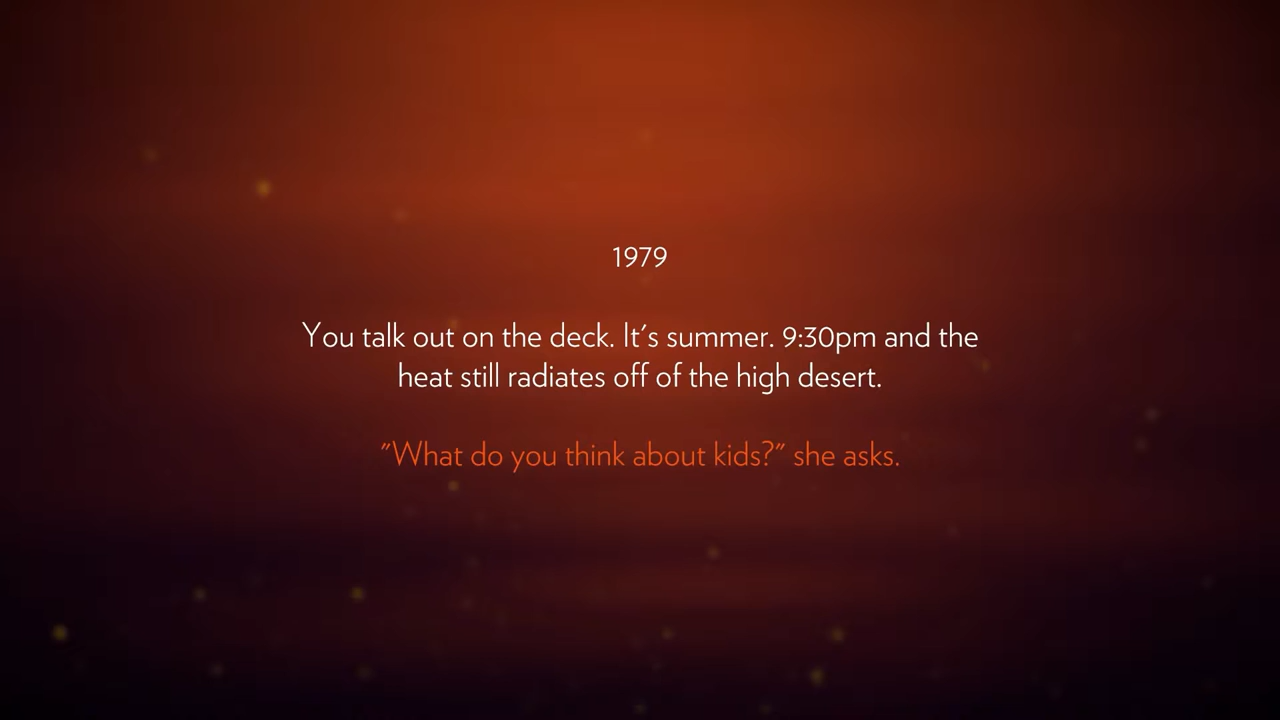 1979
You talk out on the deck. It's summer. 9:30pm and the
heat still radiates off of the high desert.
"What do you think about kids?" she asks.